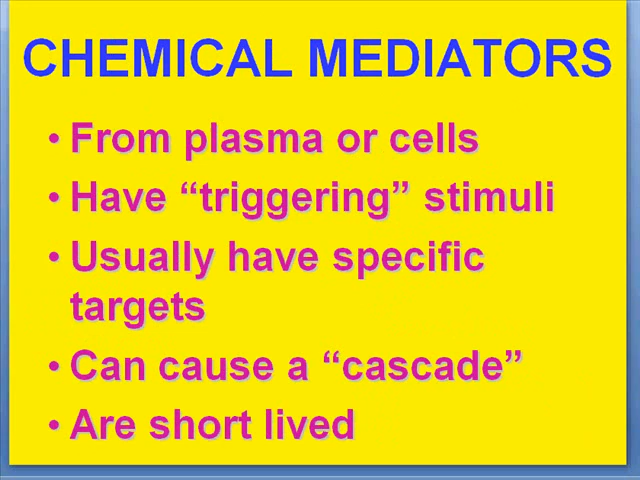 CHEMICAL MEDIATORS
• From plasma or cells
• Have “triggering” stimuli
• Usually have specific
targets
• Can cause a “cascade”
• Are short lived